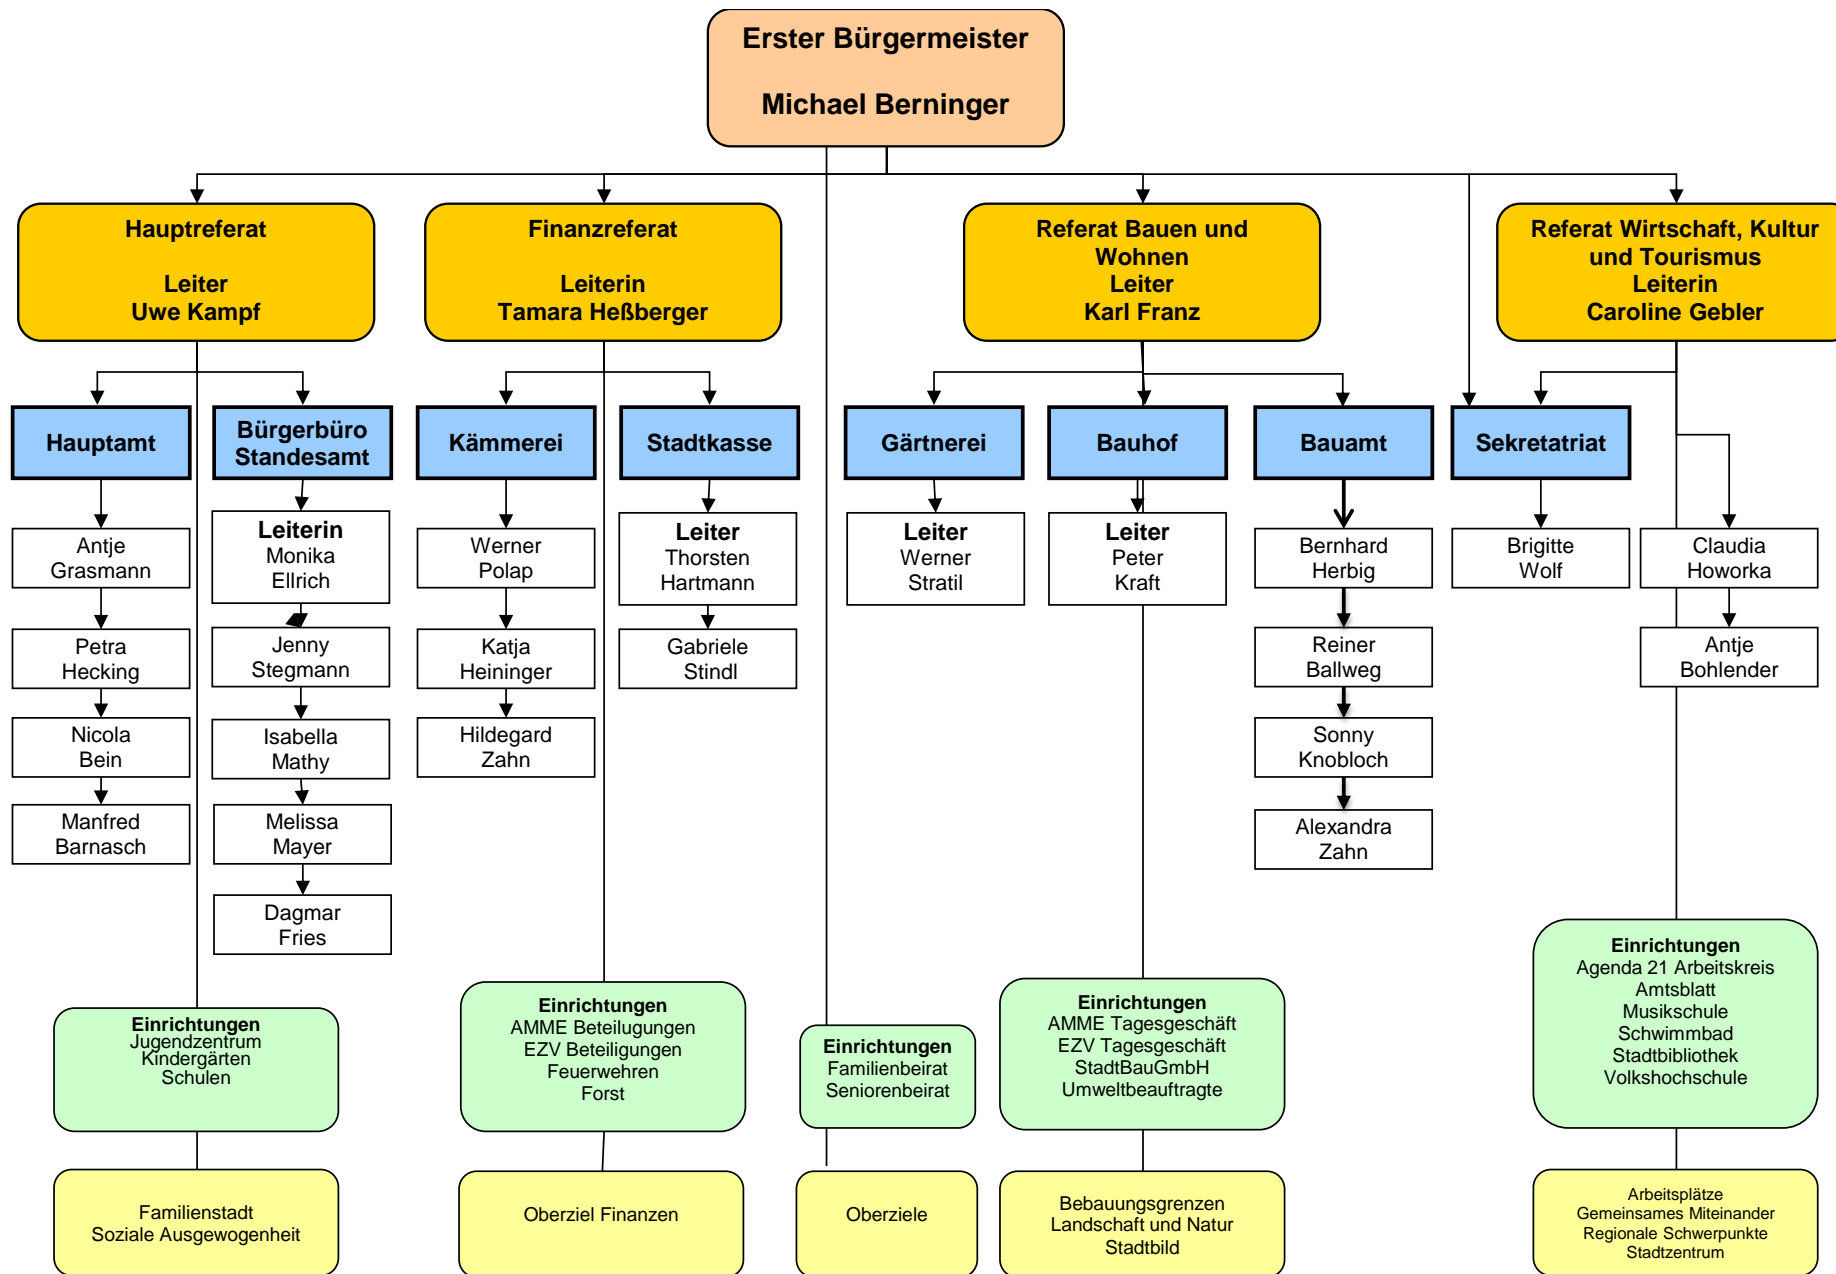 Erster Bürgermeister
Michael Berninger
Hauptreferat
Leiter
Uwe Kampf
Finanzreferat
Leiterin
Tamara Heßberger
Referat Bauen und
Wohnen
Leiter
Karl Franz
Referat Wirtschaft, Kultur
und Tourismus
Leiterin
Caroline Gebler
Hauptamt
Bürgerbüro
Standesamt
Kämmerei
Stadtkasse
Gärtnerei
Bauhof
Bauamt
Sekretatriat
Antje
Grasmann
Petra
Hecking
Nicola
Bein
Manfred
Barnasch
Leiterin
Monika
Ellrich
Jenny
Stegmann
Isabella
Mathy
Melissa
Mayer
Dagmar
Fries
Werner
Polap
Katja
Heininger
Hildegard
Zahn
Leiter
Thorsten
Hartmann
Gabriele
Stindl
Leiter
Werner
Stratil
Leiter
Peter
Kraft
Bernhard
Herbig
Reiner
Ballweg
Sonny
Knobloch
Alexandra
Zahn
Brigitte
Wolf
Claudia
Howorka
Antje
Bohlender
Einrichtungen
Jugendzentrum
Kindergärten
Schulen
Einrichtungen
AMME Beteilugungen
EZV Beteiligungen
Feuerwehren
Forst
Einrichtungen
Familienbeirat
Seniorenbeirat
Einrichtungen
AMME Tagesgeschäft
EZV Tagesgeschäft
StadtBauGmbH
Umweltbeauftragte
Einrichtungen
Agenda 21 Arbeitskreis
Amtsblatt
Musikschule
Schwimmbad
Stadtbibliothek
Volkshochschule
Familienstadt
Soziale Ausgewogenheit
Oberziel Finanzen
Oberziele
Bebauungsgrenzen
Landschaft und Natur
Stadtbild
Arbeitsplätze
Gemeinsames Miteinander
Regionale Schwerpunkte
Stadtzentrum